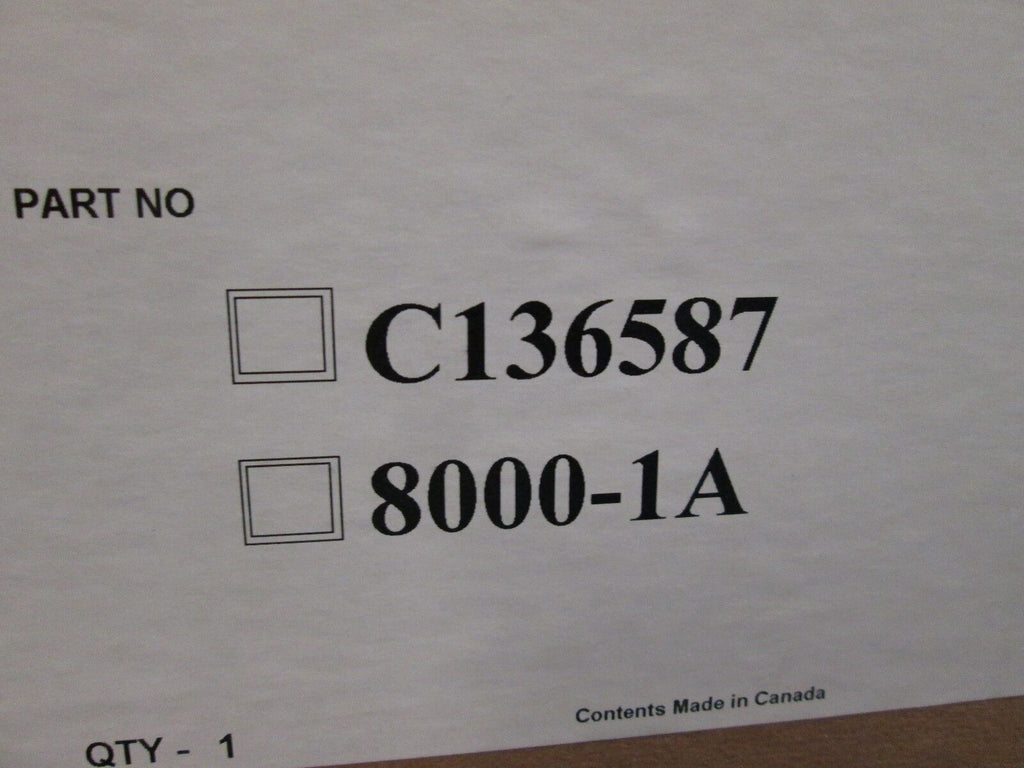 PART NO
C136587
8000-1A
Contents Made in Canada
QTY - 1